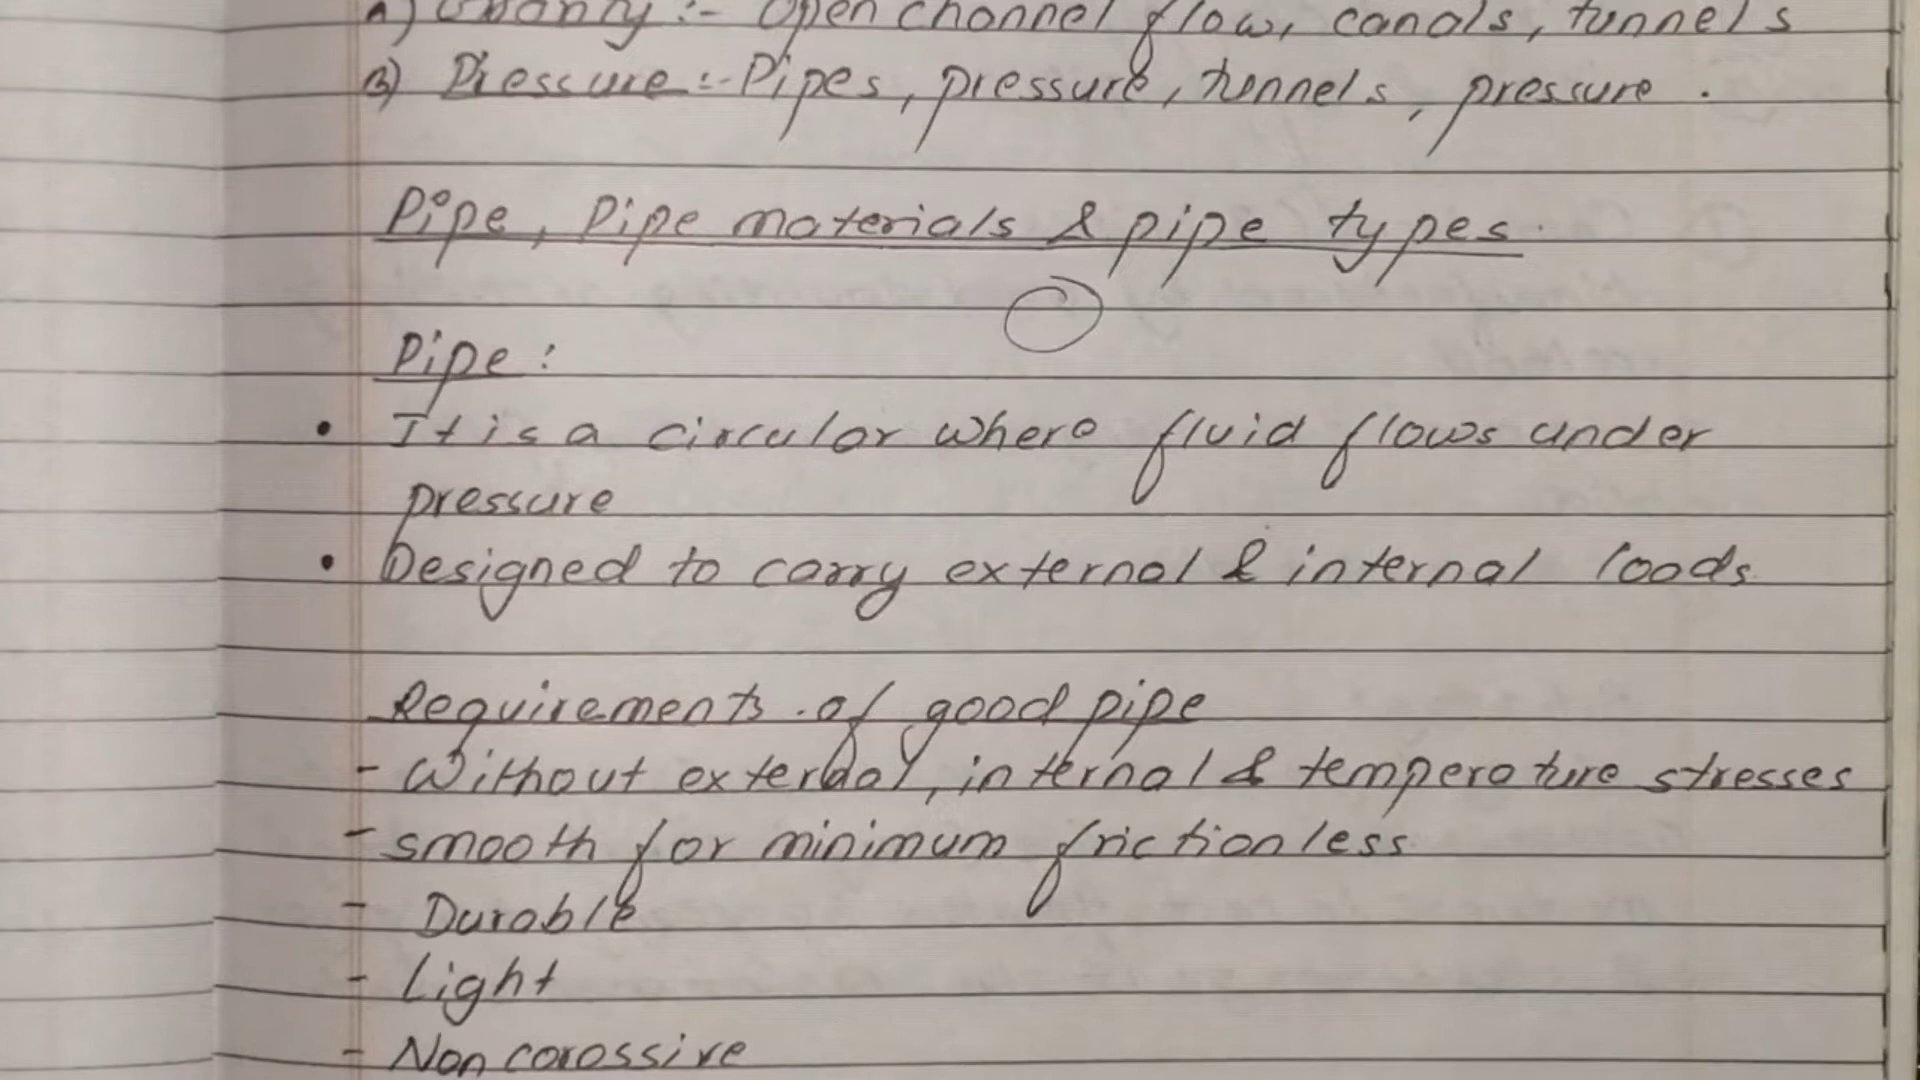 A) Gravity :- Open channel flow, canals, tunnels
B) Pressure :- Pipes, pressure, tunnels, pressure.
Pipe, Pipe materials & pipe types.
Pipe :
• It is a circular where fluid flows under
pressure
• Designed to carry external & internal loads.
Requirements of good pipe
- Without external, internal & temperature stresses
- smooth for minimum frictionless
- Durable
- Light
- Non corossive